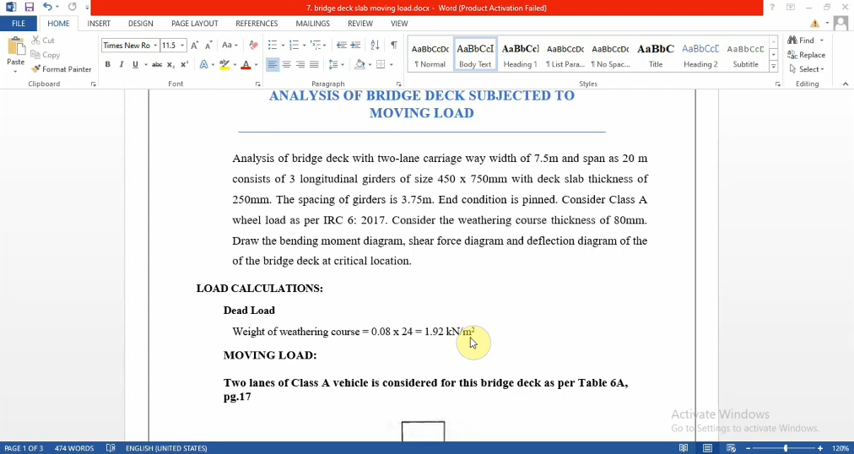 7. bridge deck slab moving load.docx - Word (Product Activation Failed)
FILE HOME INSERT DESIGN PAGE LAYOUT REFERENCES MAILINGS REVIEW VIEW
Paste
Cut
Copy
Format Painter
Clipboard
Times New Ro 11.5
Font
Paragraph
AaBbCcDc AaBbCcI AaBbCcI AaBbCcDc AaBbCcDc AaBbC AaBbCcE AaBbCcD
¶ Normal Body Text Heading 1 ¶ List Para... ¶ No Spac... Title Heading 2 Subtitle
Styles
Find
Replace
Select
Editing
ANALYSIS OF BRIDGE DECK SUBJECTED TO
MOVING LOAD
Analysis of bridge deck with two-lane carriage way width of 7.5m and span as 20 m
consists of 3 longitudinal girders of size 450 x 750mm with deck slab thickness of
250mm. The spacing of girders is 3.75m. End condition is pinned. Consider Class A
wheel load as per IRC 6: 2017. Consider the weathering course thickness of 80mm.
Draw the bending moment diagram, shear force diagram and deflection diagram of the
of the bridge deck at critical location.
LOAD CALCULATIONS:
Dead Load
Weight of weathering course = 0.08 x 24 = 1.92 kN/m²
MOVING LOAD:
Two lanes of Class A vehicle is considered for this bridge deck as per Table 6A,
pg.17
Activate Windows
Go to Settings to activate Windows.
PAGE 1 OF 3 474 WORDS ENGLISH (UNITED STATES) 120%